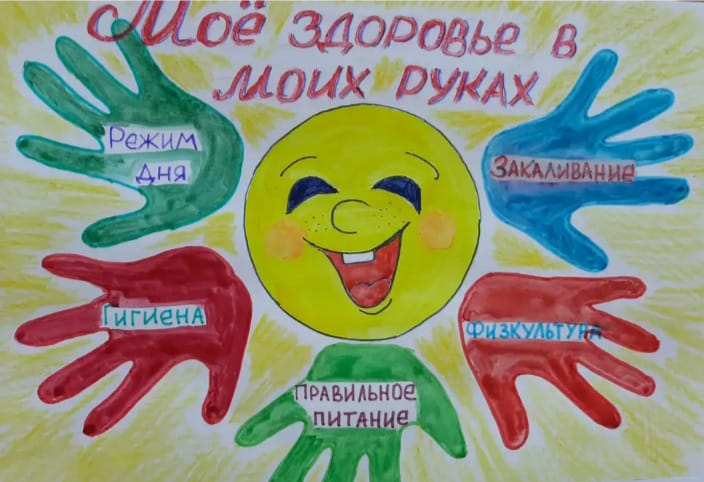 Моё здоровье в
моих руках
Режим
дня
Закаливание
Гигиена
Физкультура
Правильное
питание